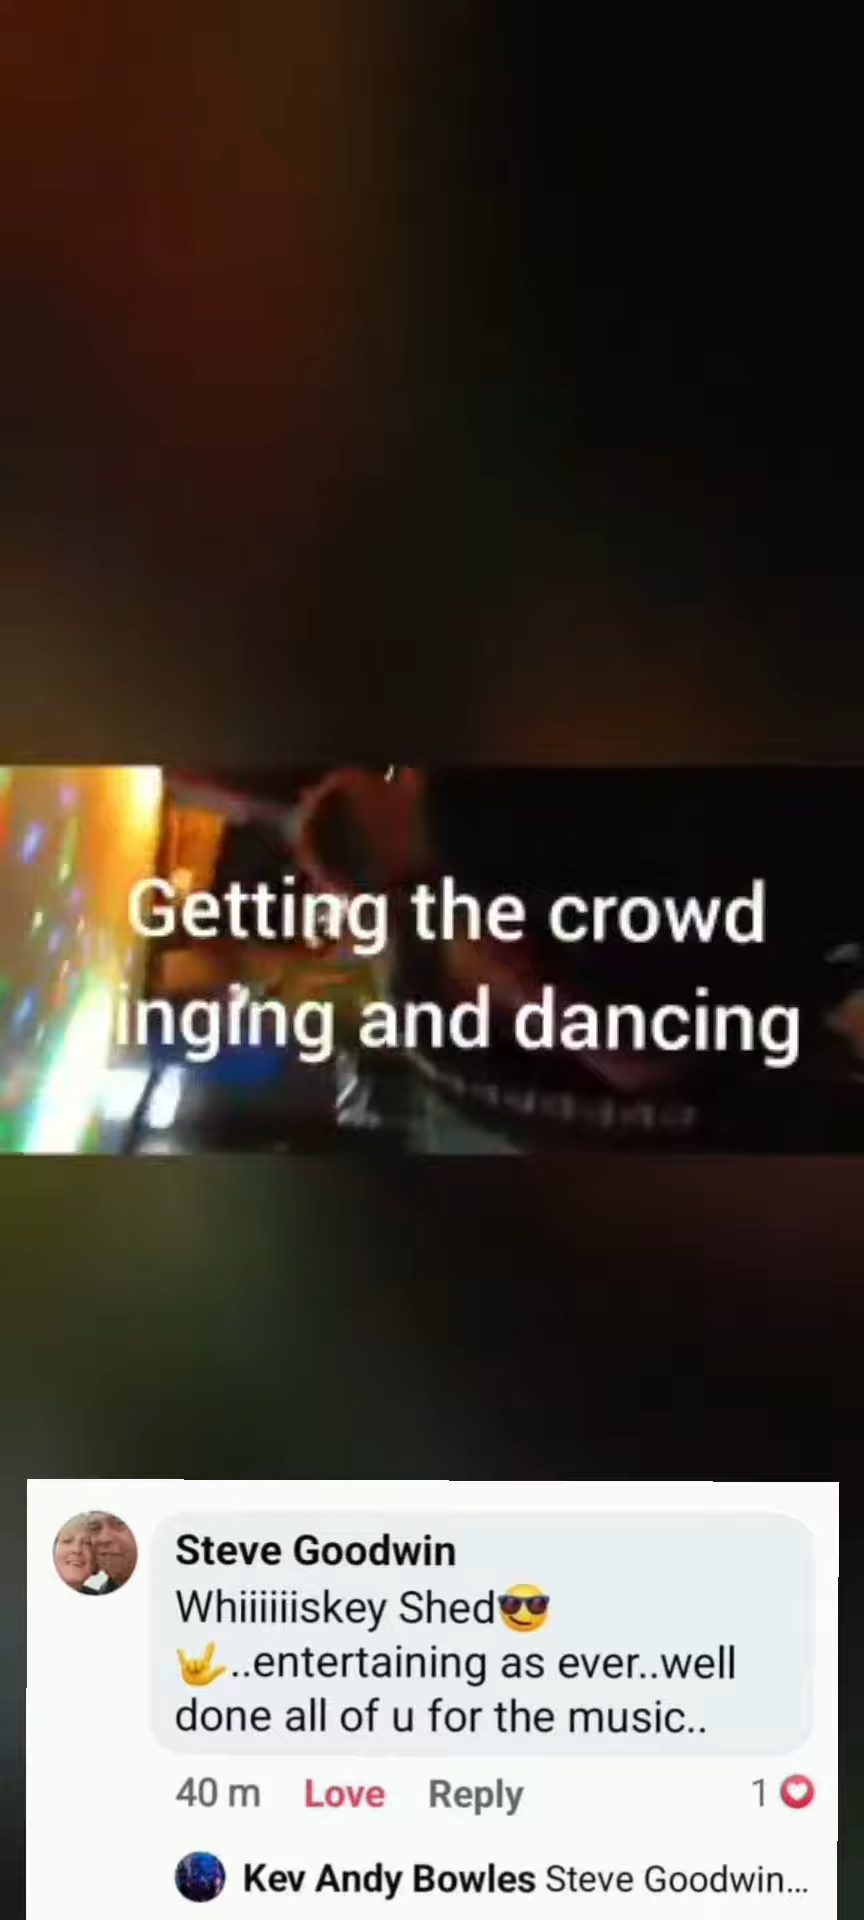 Getting the crowd
inging and dancing
Steve Goodwin
Whiiiiiiskey Shed😎
🤟..entertaining as ever..well
done all of u for the music..
40 m Love Reply 1
Kev Andy Bowles Steve Goodwin...